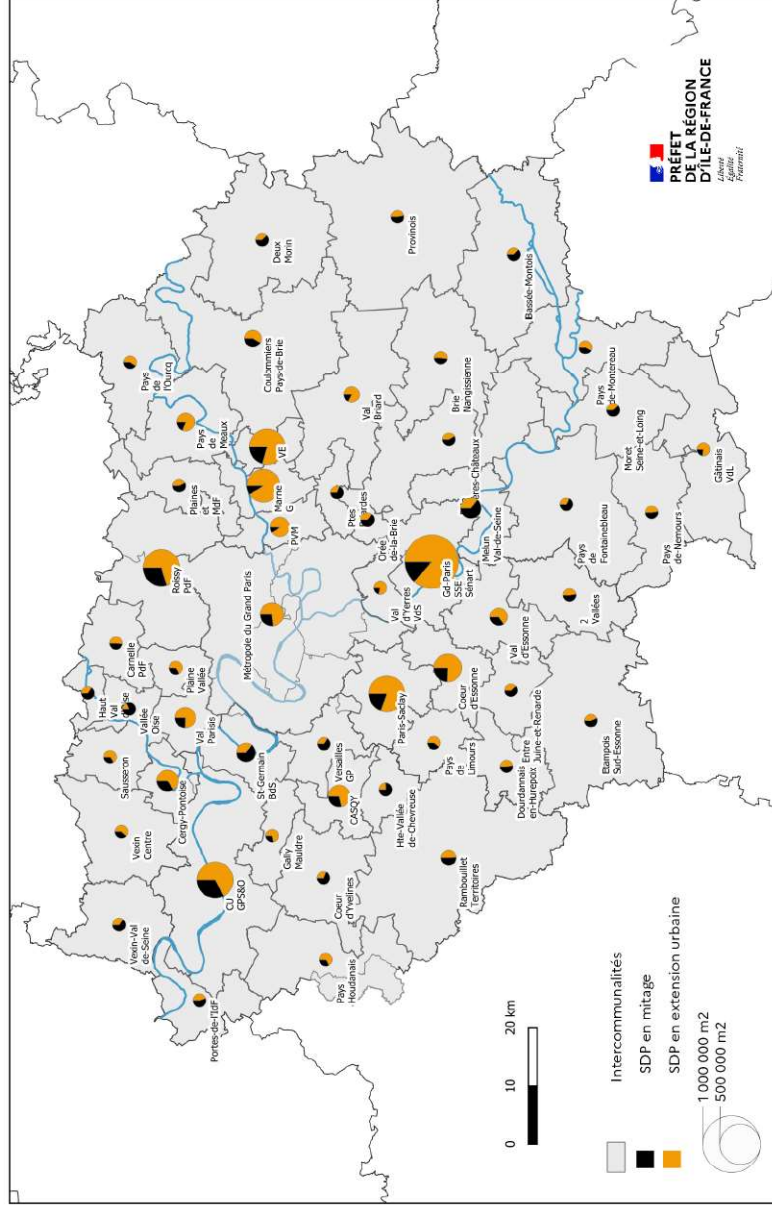 Haut
Val
Vallée
Oise
Carnelle
PdF
Sausseron
Vexin
Centre
Vexin-Val
de-Seine
Plaine
Vallée
Roissy
PdF
Plaines
et
MdF
Pays
de
l'Ourcq
Pays
de
Meaux
Val
Parisis
Cergy-Pontoise
CU
GPS&O
Portes-de-l'IdF
St-Germain
BdS
Métropole du Grand Paris
PVM
Marne
G
VE
Coulommiers
Pays-de-Brie
Deux
Morin
Gally
Mauldre
Versailles
GP
CASQY
Coeur
d'Yvelines
Pays
Houdanais
Hte-Vallée
de-Chevreuse
Paris-Saclay
Val
d'Yerres
VdS
Ptes
Orée
de-la-Brie
Val
Briard
Provinois
Rambouillet
Territoires
Pays
de
Limours
Coeur
d'Essonne
Gd-Paris
SSE
Sénart
Brie
Nangissienne
Melun
Val-de-Seine
Dourdannais
en-Hurepoix
Entre
Juine-et-Renarde
Val
d'Essonne
Bassée-Montois
Etampois
Sud-Essonne
2
Vallées
Pays
de
Fontainebleau
Pays
de-Montereau
Moret
Seine-et-Loing
Pays
de-Nemours
Gâtinais
VdL
0 10 20 km
Intercommunalités
SDP en mitage
SDP en extension urbaine
1 000 000 m2
500 000 m2
PRÉFET
DE LA RÉGION
D'ÎLE-DE-FRANCE
Liberté
Égalité
Fraternité